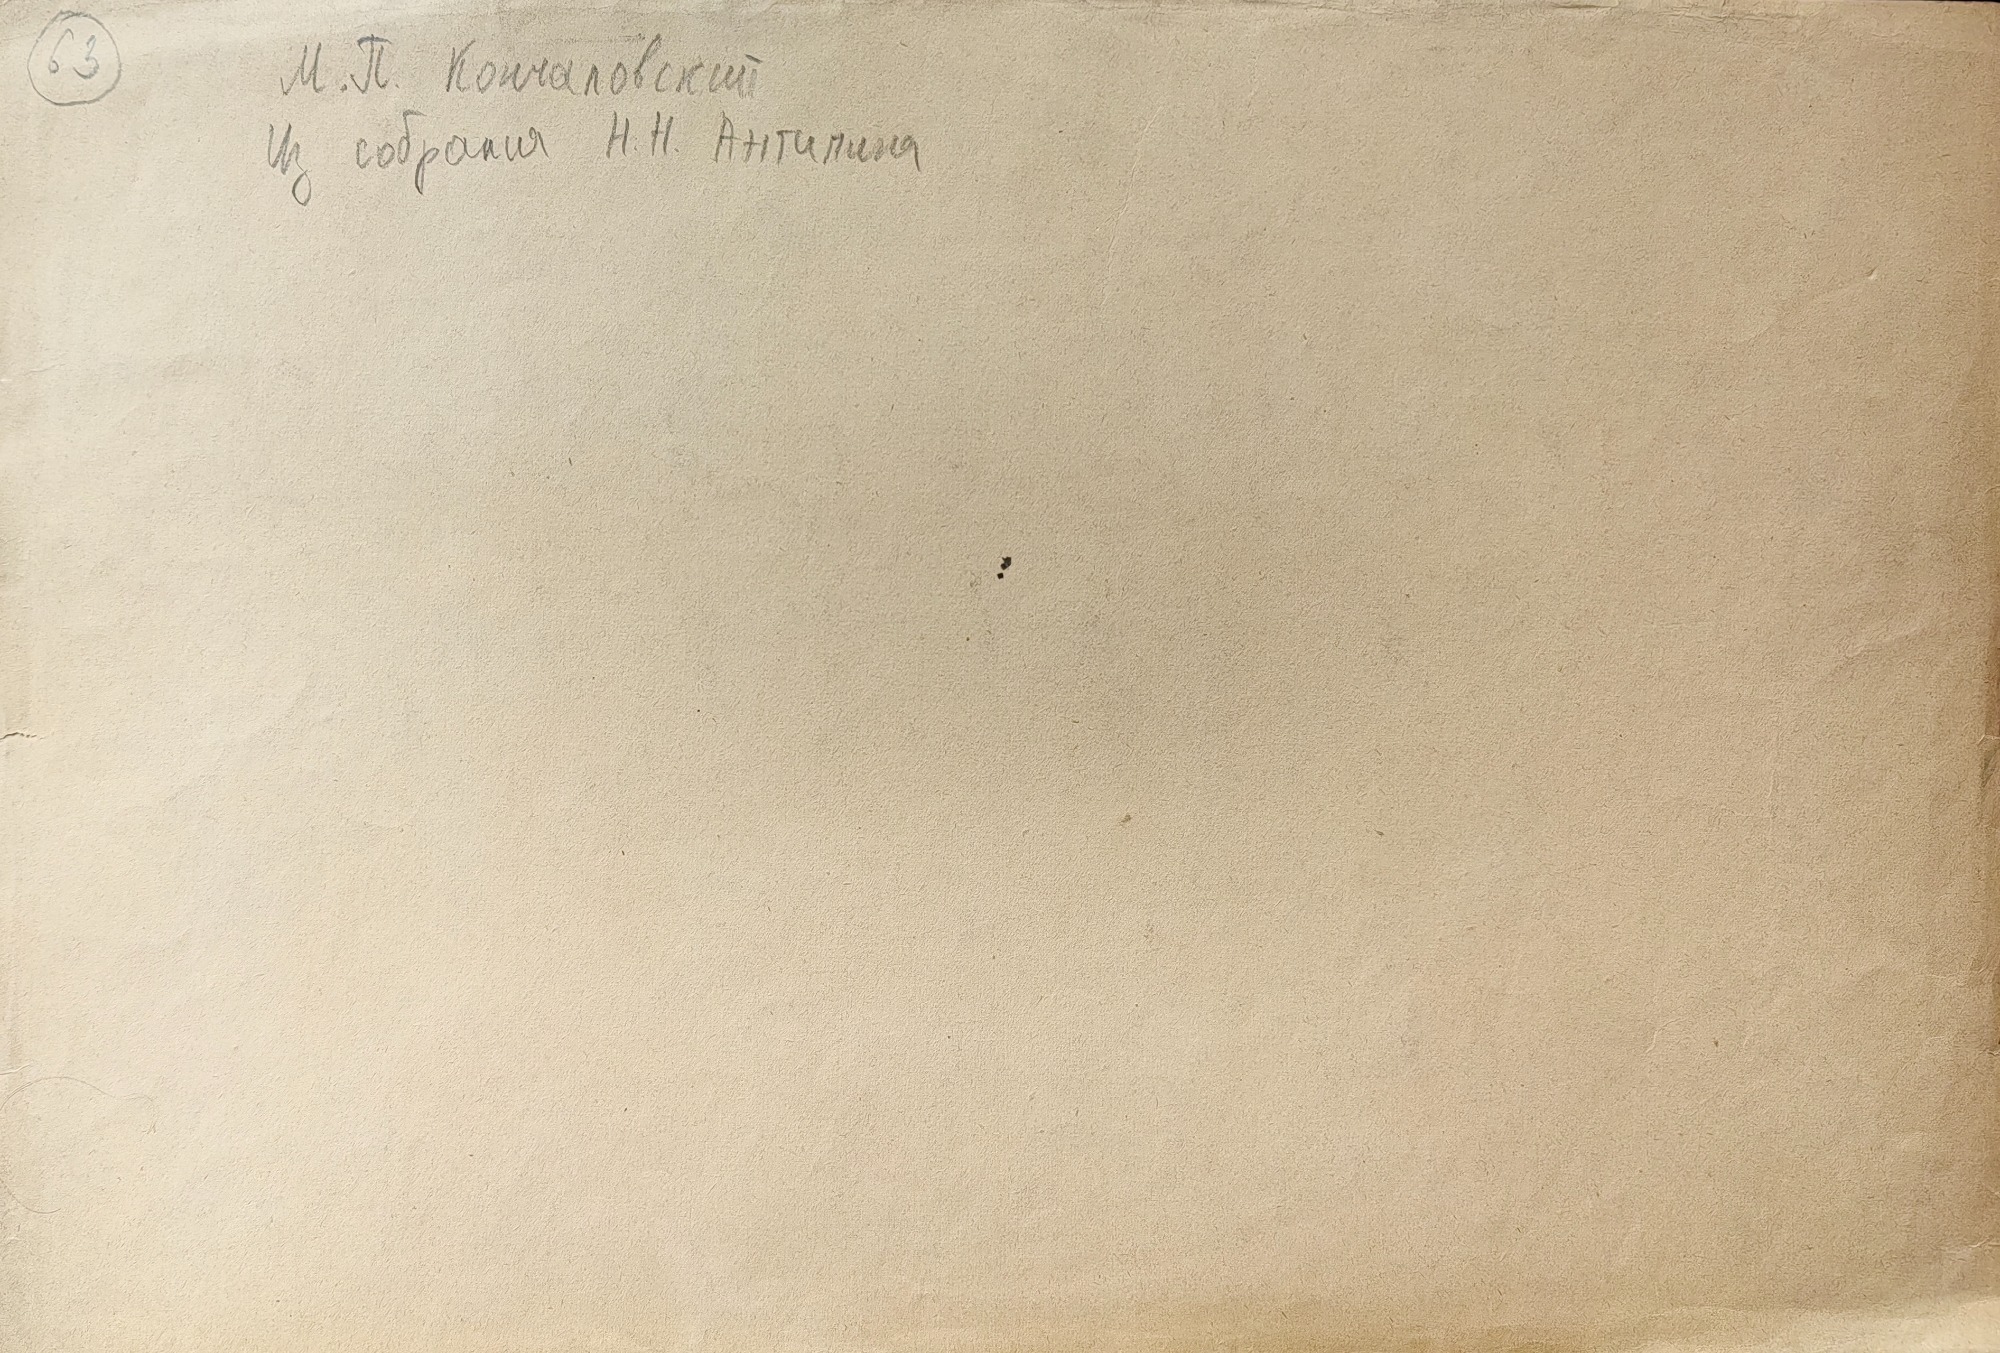 63
М.П. Кончаловский
Из собрания Н.Н. Антипина